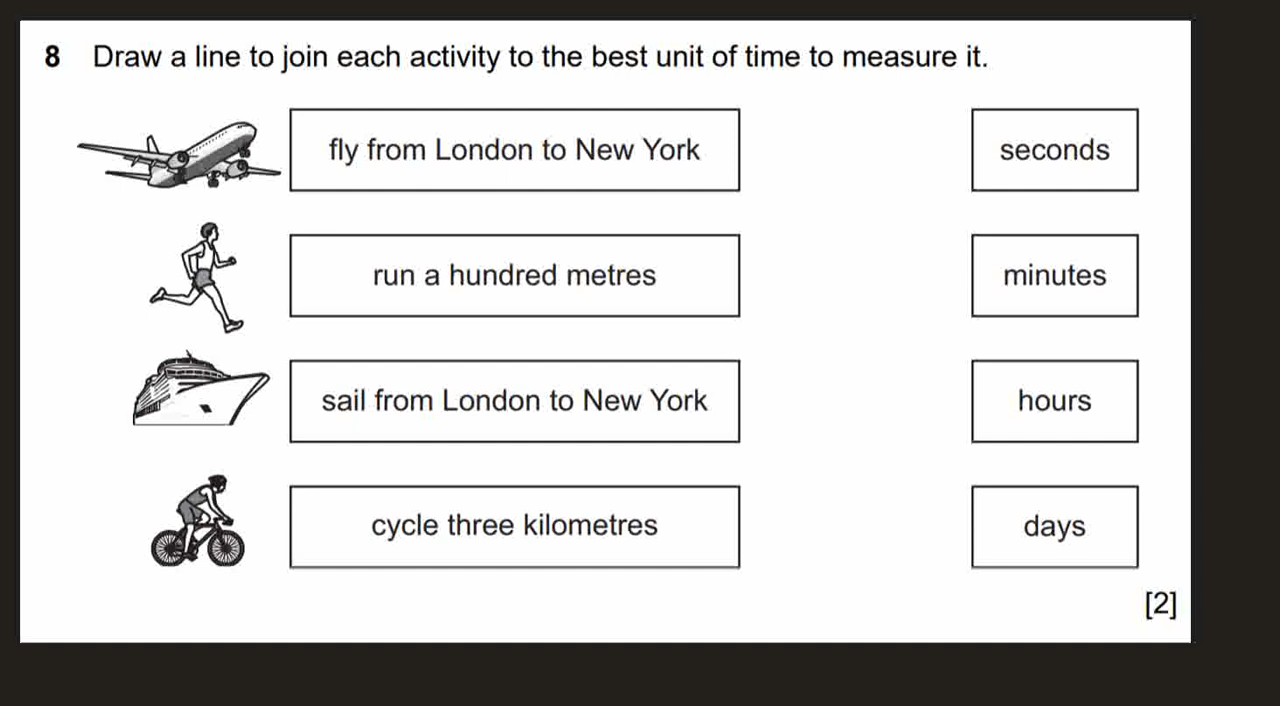 8 Draw a line to join each activity to the best unit of time to measure it.
fly from London to New York
seconds
run a hundred metres
minutes
sail from London to New York
hours
cycle three kilometres
days
[2]